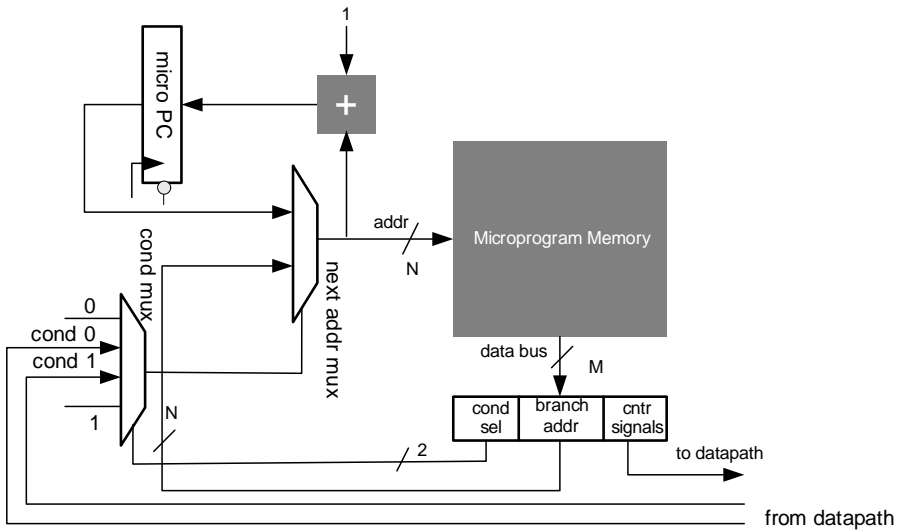 1
micro PC
+
addr
N
Microprogram Memory
cond mux
next addr mux
0
cond 0
cond 1
1
N
data bus
M
cond
sel
branch
addr
cntr
signals
2
to datapath
from datapath